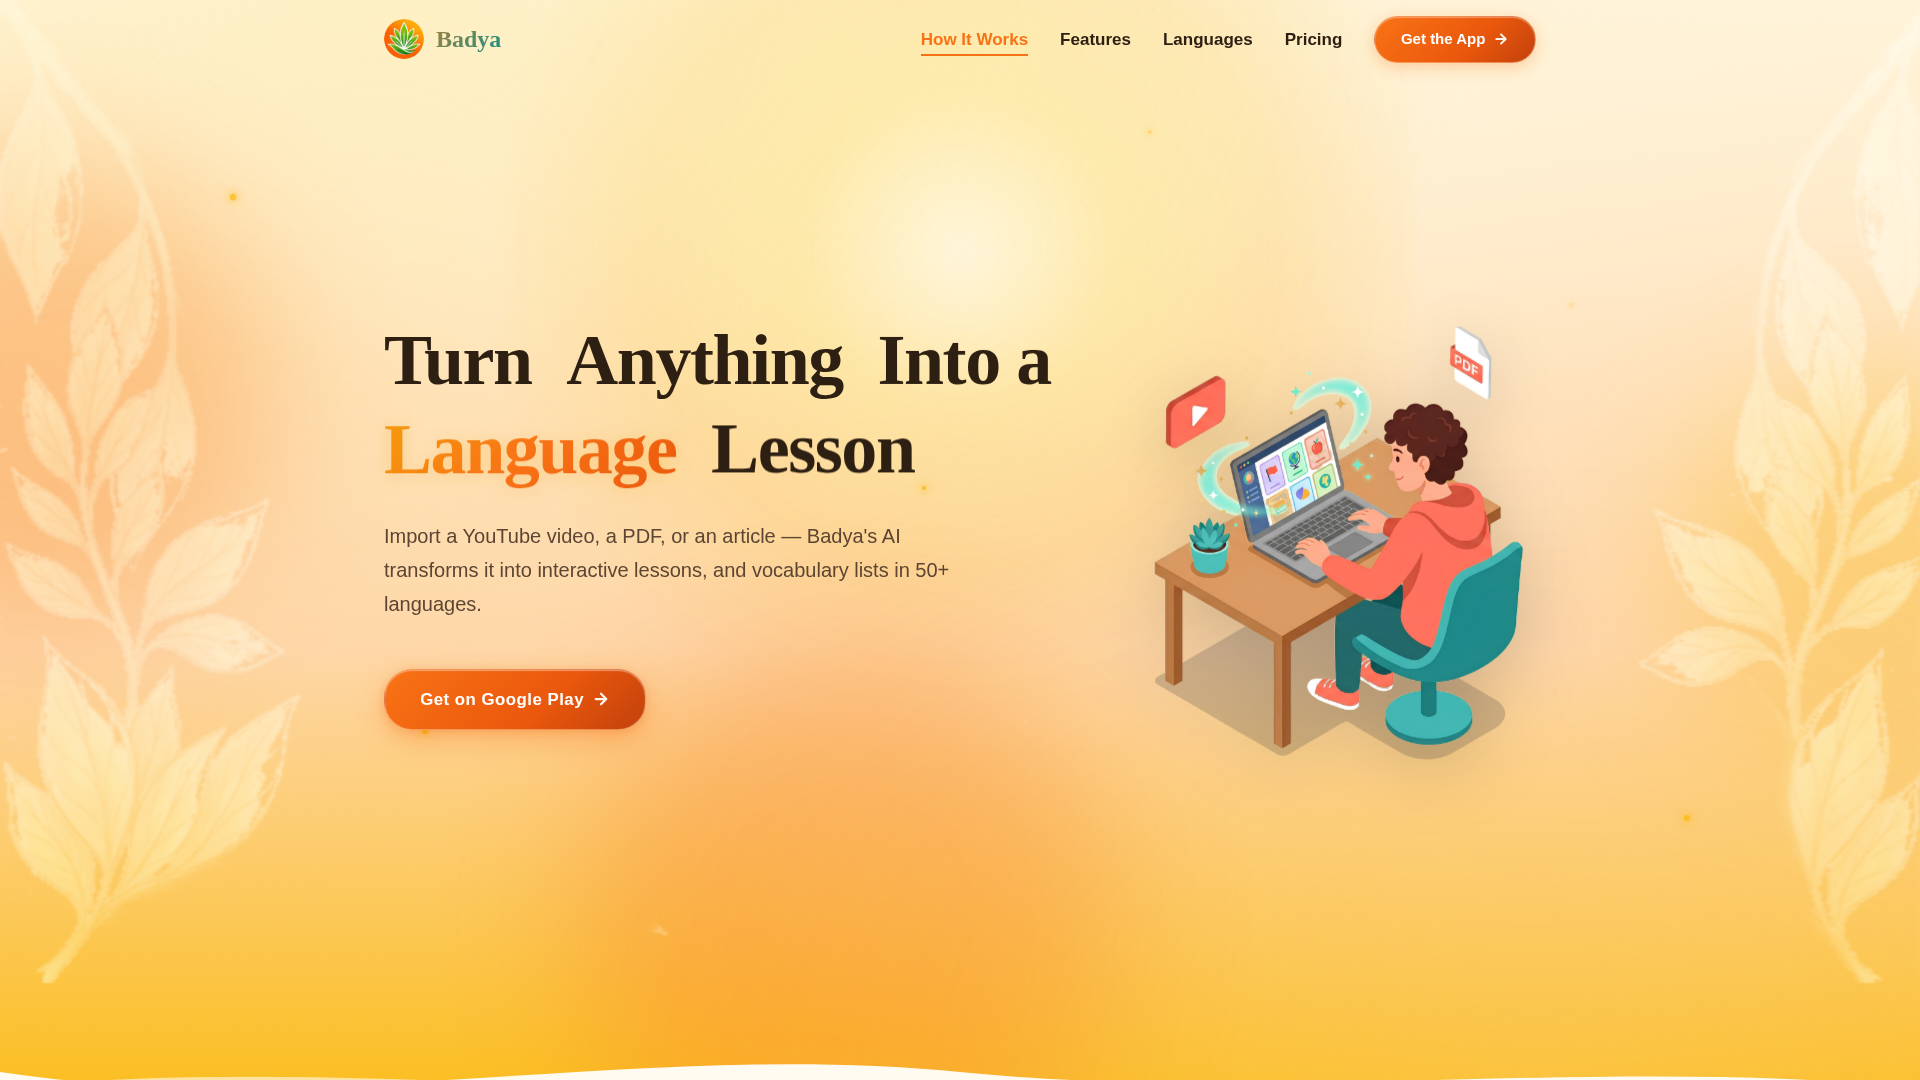 Badya
How It Works
Features
Languages
Pricing
Get the App
Turn Anything Into a
Language Lesson
Import a YouTube video, a PDF, or an article — Badya's AI
transforms it into interactive lessons, and vocabulary lists in 50+
languages.
Get on Google Play
PDF